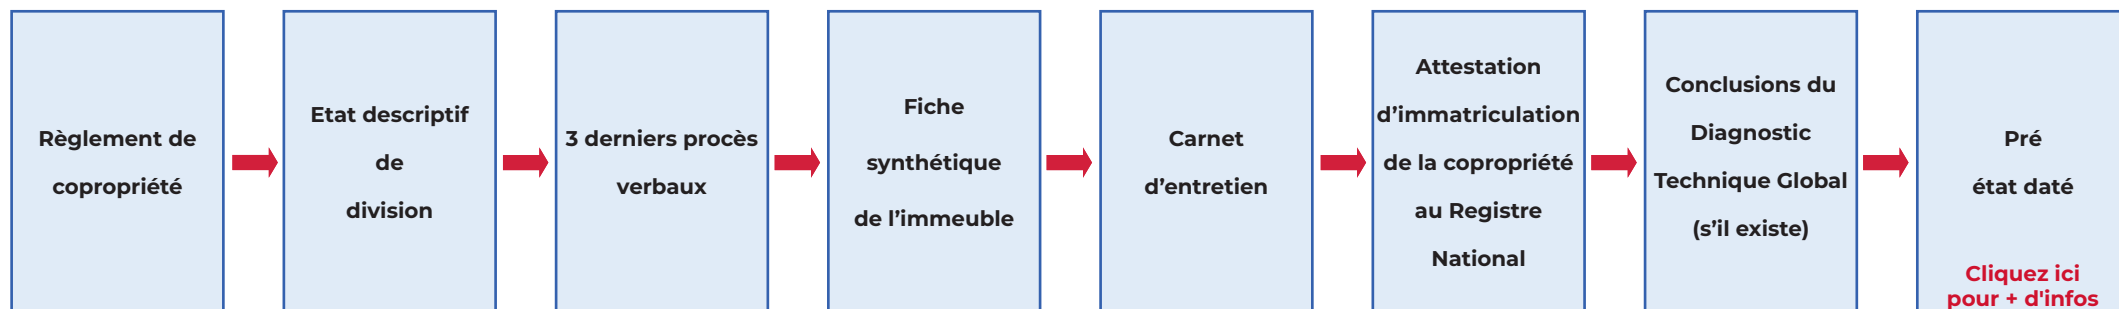 Règlement de
copropriété
Etat descriptif
de
division
3 derniers procès
verbaux
Fiche
synthétique
de l’immeuble
Carnet
d’entretien
Attestation
d’immatriculation
de la copropriété
au Registre
National
Conclusions du
Diagnostic
Technique Global
(s’il existe)
Pré
état daté
Cliquez ici
pour + d'infos